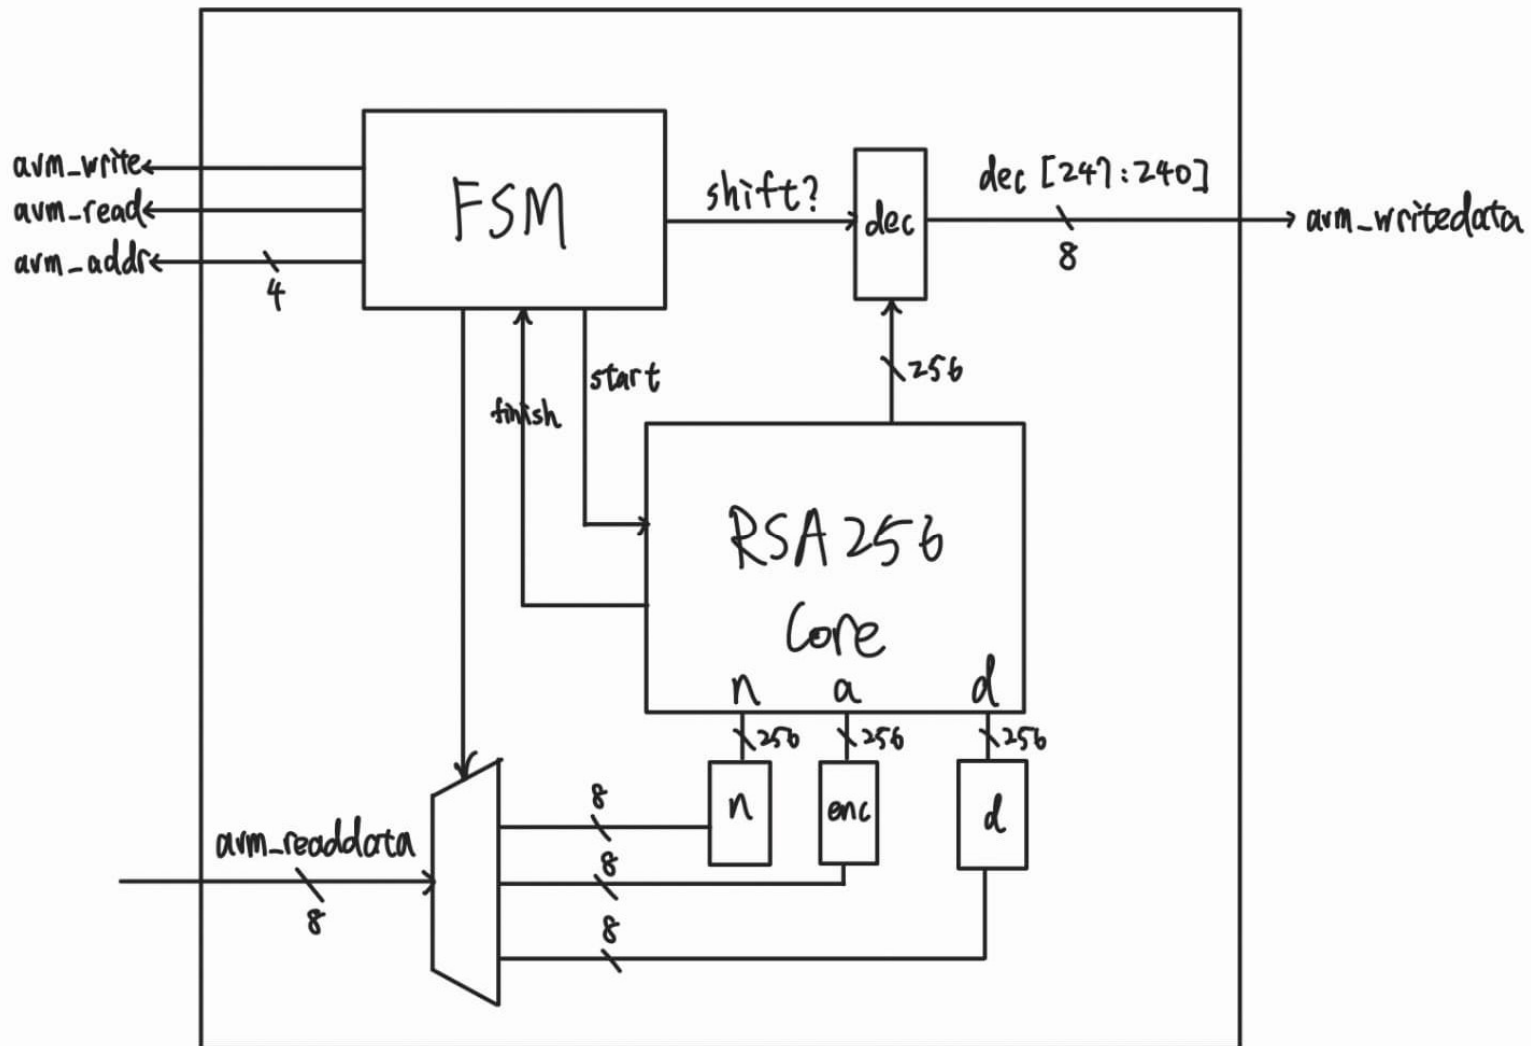 avm_write
avm_read
avm_addr
4
FSM
shift?
dec
dec [247:240]
8
avm_writedata
256
start
finish
RSA256
Core
n a d
256 256 256
n enc d
8
8
8
avm_readdata
8